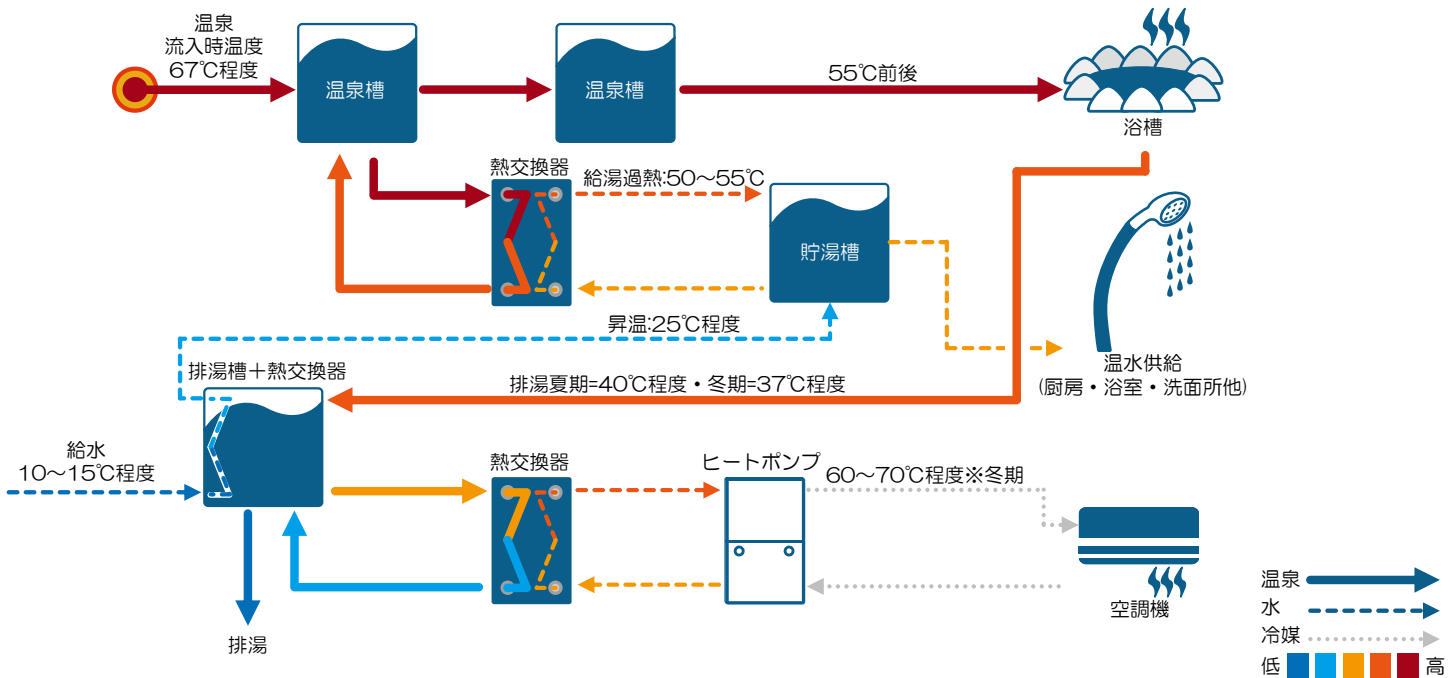 温泉
流入時温度
67℃程度
温泉槽
温泉槽
55℃前後
浴槽
熱交換器
給湯過熱:50〜55℃
貯湯槽
昇温:25℃程度
温水供給
(厨房・浴室・洗面所他)
排湯槽＋熱交換器
排湯夏期=40℃程度・冬期=37℃程度
給水
10〜15℃程度
熱交換器
ヒートポンプ
60〜70℃程度※冬期
空調機
排湯
温泉
水
冷媒
低
高